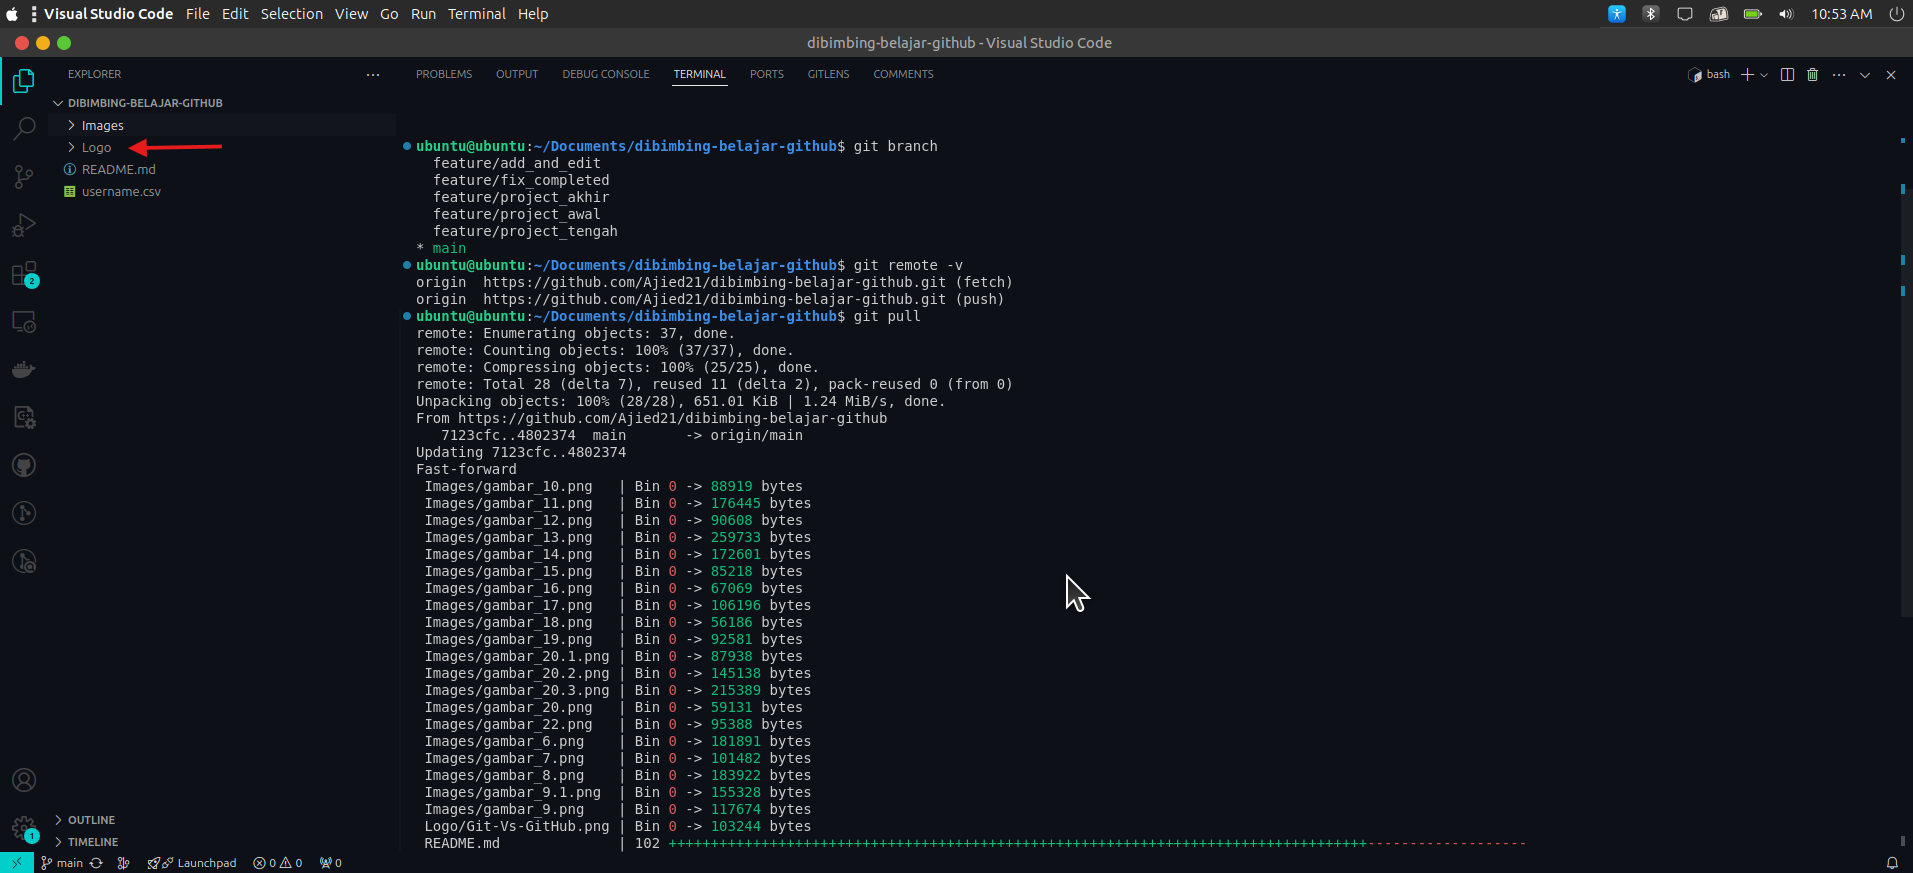 Visual Studio Code File Edit Selection View Go Run Terminal Help 10:53 AM
dibimbing-belajar-github - Visual Studio Code
EXPLORER
DIBIMBING-BELAJAR-GITHUB
Images
Logo
README.md
username.csv
OUTLINE
TIMELINE
2
1
PROBLEMS OUTPUT DEBUG CONSOLE TERMINAL PORTS GITLENS COMMENTS bash
ubuntu@ubuntu:~/Documents/dibimbing-belajar-github$ git branch
feature/add_and_edit
feature/fix_completed
feature/project_akhir
feature/project_awal
feature/project_tengah
* main
ubuntu@ubuntu:~/Documents/dibimbing-belajar-github$ git remote -v
origin  https://github.com/Ajied21/dibimbing-belajar-github.git (fetch)
origin  https://github.com/Ajied21/dibimbing-belajar-github.git (push)
ubuntu@ubuntu:~/Documents/dibimbing-belajar-github$ git pull
remote: Enumerating objects: 37, done.
remote: Counting objects: 100% (37/37), done.
remote: Compressing objects: 100% (25/25), done.
remote: Total 28 (delta 7), reused 11 (delta 2), pack-reused 0 (from 0)
Unpacking objects: 100% (28/28), 651.01 KiB | 1.24 MiB/s, done.
From https://github.com/Ajied21/dibimbing-belajar-github
7123cfc..4802374  main       -> origin/main
Updating 7123cfc..4802374
Fast-forward
Images/gambar_10.png   | Bin 0 -> 88919 bytes
Images/gambar_11.png   | Bin 0 -> 176445 bytes
Images/gambar_12.png   | Bin 0 -> 90608 bytes
Images/gambar_13.png   | Bin 0 -> 259733 bytes
Images/gambar_14.png   | Bin 0 -> 172601 bytes
Images/gambar_15.png   | Bin 0 -> 85218 bytes
Images/gambar_16.png   | Bin 0 -> 67069 bytes
Images/gambar_17.png   | Bin 0 -> 106196 bytes
Images/gambar_18.png   | Bin 0 -> 56186 bytes
Images/gambar_19.png   | Bin 0 -> 92581 bytes
Images/gambar_20.1.png | Bin 0 -> 87938 bytes
Images/gambar_20.2.png | Bin 0 -> 145138 bytes
Images/gambar_20.3.png | Bin 0 -> 215389 bytes
Images/gambar_20.png   | Bin 0 -> 59131 bytes
Images/gambar_22.png   | Bin 0 -> 95388 bytes
Images/gambar_6.png    | Bin 0 -> 181891 bytes
Images/gambar_7.png    | Bin 0 -> 101482 bytes
Images/gambar_8.png    | Bin 0 -> 183922 bytes
Images/gambar_9.1.png  | Bin 0 -> 155328 bytes
Images/gambar_9.png    | Bin 0 -> 117674 bytes
Logo/Git-Vs-GitHub.png | Bin 0 -> 103244 bytes
README.md              | 102 +++++++++++++++++++++++++++++++++++++++++++++++++++++++++++++++++++++++++++++++++++-------------------
main Launchpad 0 0 0